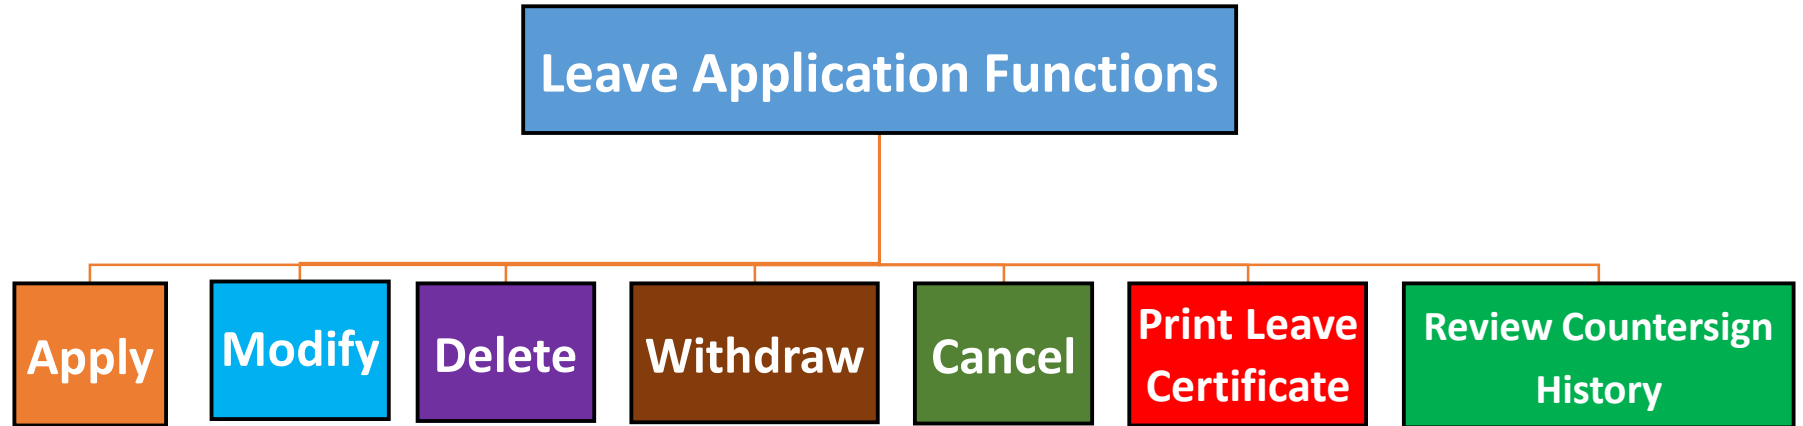 Leave Application Functions
Apply
Modify
Delete
Withdraw
Cancel
Print Leave
Certificate
Review Countersign
History